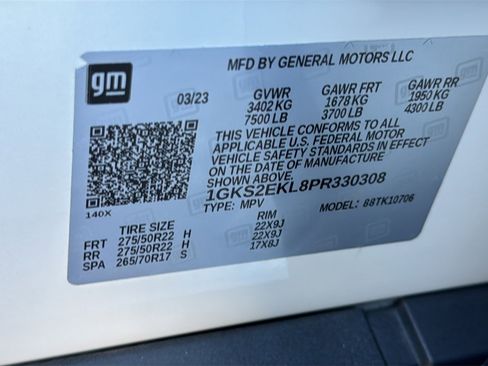 gm
MFD BY GENERAL MOTORS LLC
03/23 GVWR GAWR FRT GAWR RR
3402 KG 1678 KG 1950 KG
7500 LB 3700 LB 4300 LB
THIS VEHICLE CONFORMS TO ALL
APPLICABLE U.S. FEDERAL MOTOR
VEHICLE SAFETY STANDARDS IN EFFECT
ON THE DATE OF MANUFACTURE
SHOWN ABOVE.
1GKS2EKL8PR330308
TYPE: MPV MODEL: 88TK10706
140X
TIRE SIZE RIM
FRT 275/50R22 H 22X9J
RR 275/50R22 H 22X9J
SPA 265/70R17 S 17X8J